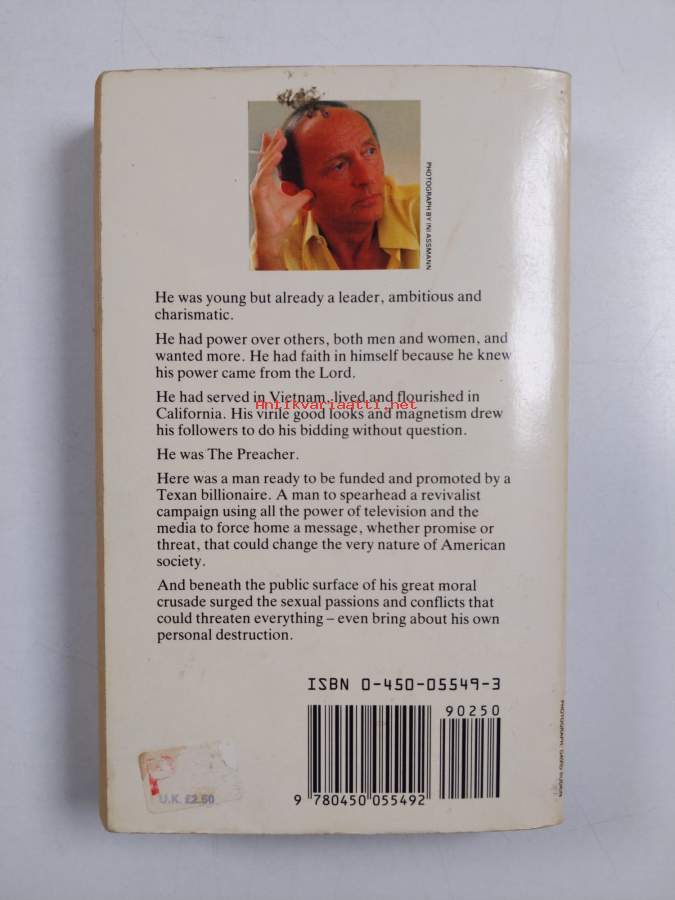 PHOTOGRAPH BY INI ASSMANN
He was young but already a leader, ambitious and
charismatic.
He had power over others, both men and women, and
wanted more. He had faith in himself because he knew
his power came from the Lord.
He had served in Vietnam, lived and flourished in
Antikvariaatti.net
California. His virile good looks and magnetism drew
his followers to do his bidding without question.
He was The Preacher.
Here was a man ready to be funded and promoted by a
Texan billionaire. A man to spearhead a revivalist
campaign using all the power of television and the
media to force home a message, whether promise or
threat, that could change the very nature of American
society.
And beneath the public surface of his great moral
crusade surged the sexual passions and conflicts that
could threaten everything – even bring about his own
personal destruction.
ISBN 0-450-05549-3
90250
9 780450 055492
U.K. £2.50
PHOTOGRAPH: